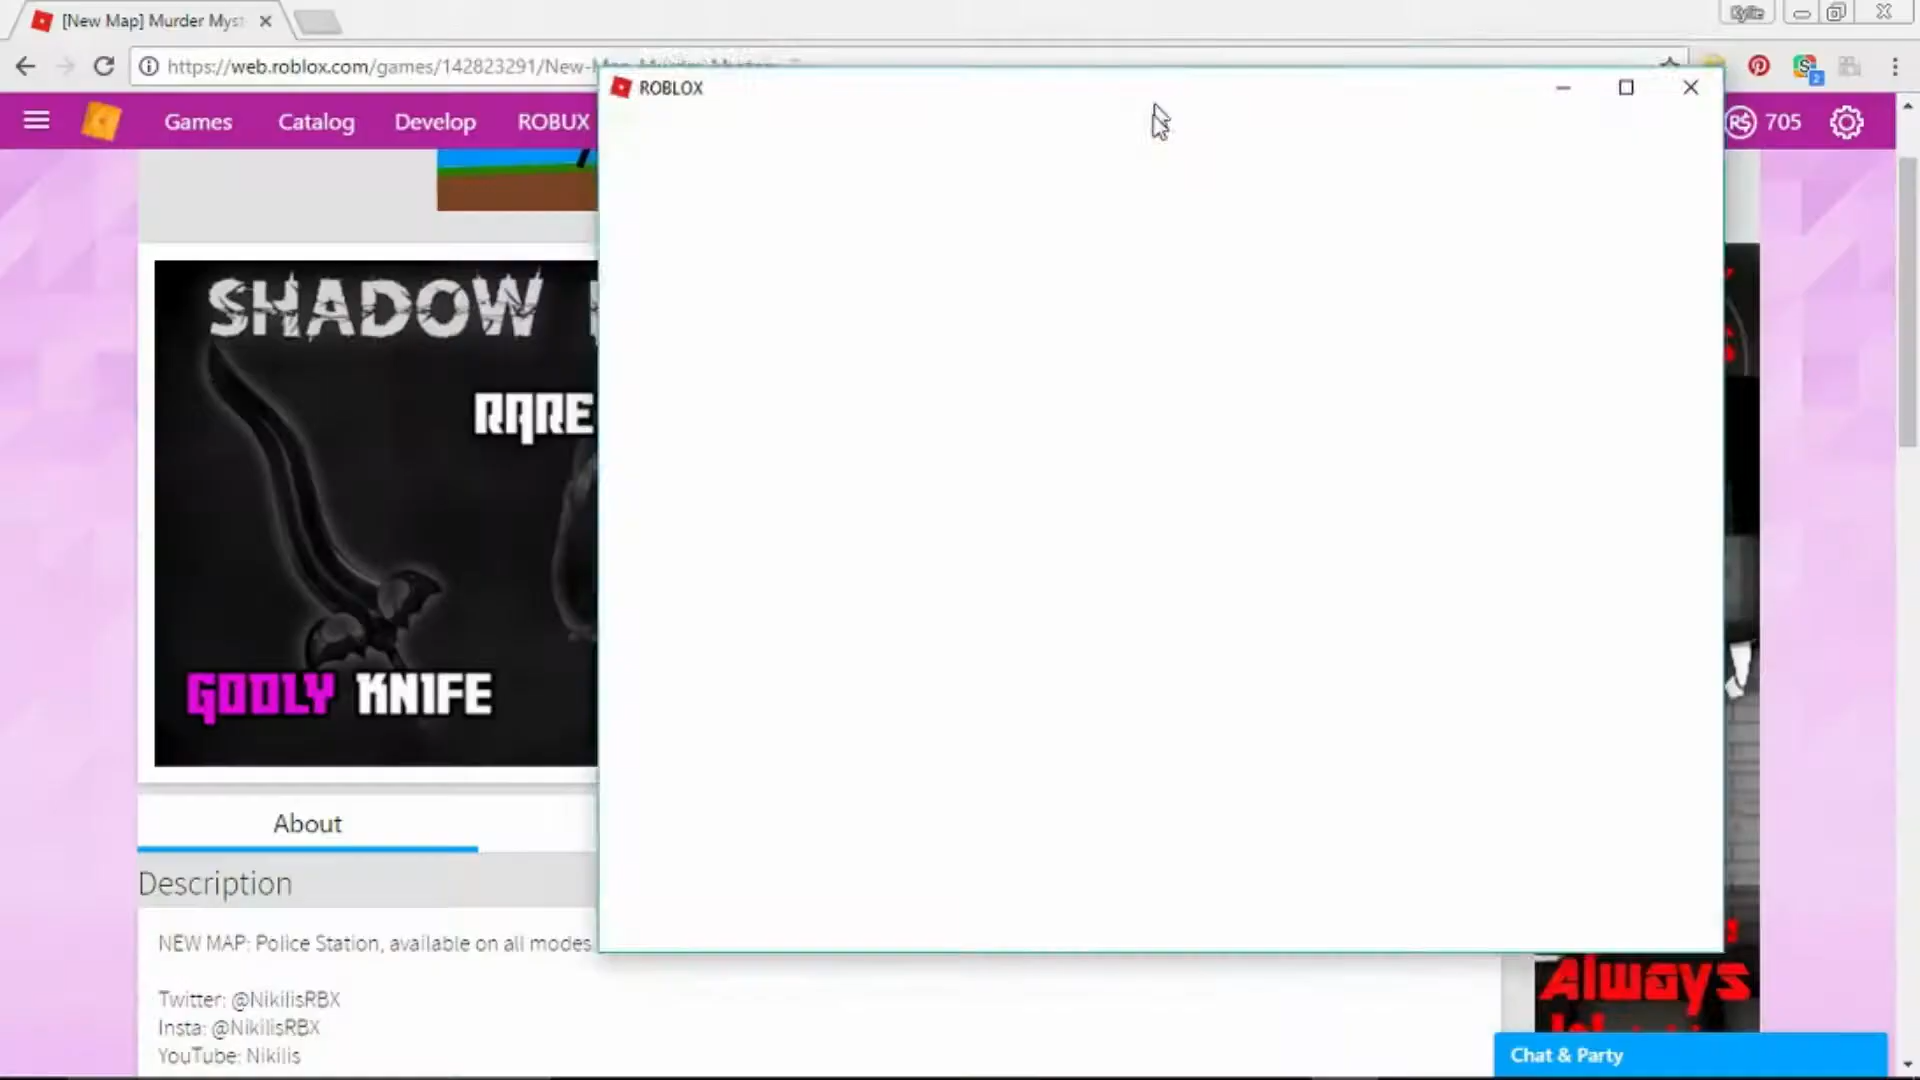 [New Map] Murder Myst
Kylie
https://web.roblox.com/games/142823291/New-
ROBLOX
Games
Catalog
Develop
ROBUX
R$ 705
SHADOW
RARE
GODLY KNIFE
About
Description
NEW MAP: Police Station, available on all modes
Twitter: @NikilisRBX
Insta: @NikilisRBX
YouTube: Nikilis
Always
Chat & Party
2